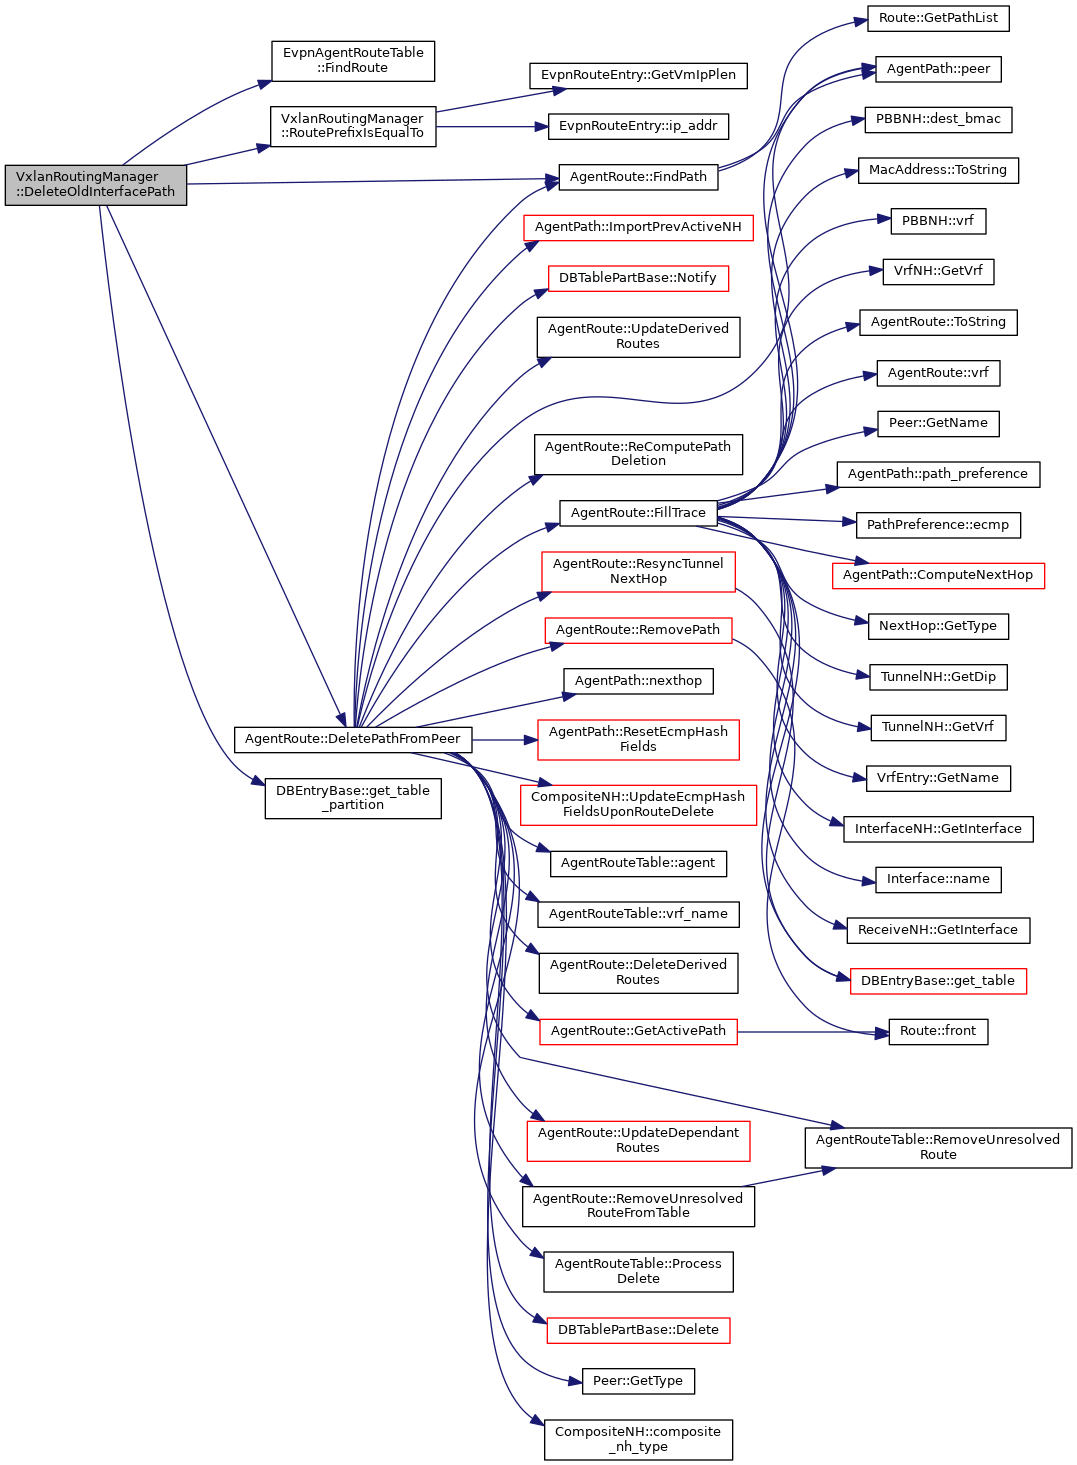 VxlanRoutingManager
::DeleteOldInterfacePath
EvpnAgentRouteTable
::FindRoute
VxlanRoutingManager
::RoutePrefixIsEqualTo
AgentRoute::DeletePathFromPeer
DBEntryBase::get_table
_partition
EvpnRouteEntry::GetVmIpPlen
EvpnRouteEntry::ip_addr
AgentRoute::FindPath
AgentPath::ImportPrevActiveNH
DBTablePartBase::Notify
AgentRoute::UpdateDerived
Routes
AgentRoute::ReComputePath
Deletion
AgentRoute::FillTrace
AgentRoute::ResyncTunnel
NextHop
AgentRoute::RemovePath
AgentPath::nexthop
AgentPath::ResetEcmpHash
Fields
CompositeNH::UpdateEcmpHash
FieldsUponRouteDelete
AgentRouteTable::agent
AgentRouteTable::vrf_name
AgentRoute::DeleteDerived
Routes
AgentRoute::GetActivePath
AgentRoute::UpdateDependant
Routes
AgentRoute::RemoveUnresolved
RouteFromTable
AgentRouteTable::Process
Delete
DBTablePartBase::Delete
Peer::GetType
CompositeNH::composite
_nh_type
Route::GetPathList
AgentPath::peer
PBBNH::dest_bmac
MacAddress::ToString
PBBNH::vrf
VrfNH::GetVrf
AgentRoute::ToString
AgentRoute::vrf
Peer::GetName
AgentPath::path_preference
PathPreference::ecmp
AgentPath::ComputeNextHop
NextHop::GetType
TunnelNH::GetDip
TunnelNH::GetVrf
VrfEntry::GetName
InterfaceNH::GetInterface
Interface::name
ReceiveNH::GetInterface
DBEntryBase::get_table
Route::front
AgentRouteTable::RemoveUnresolved
Route